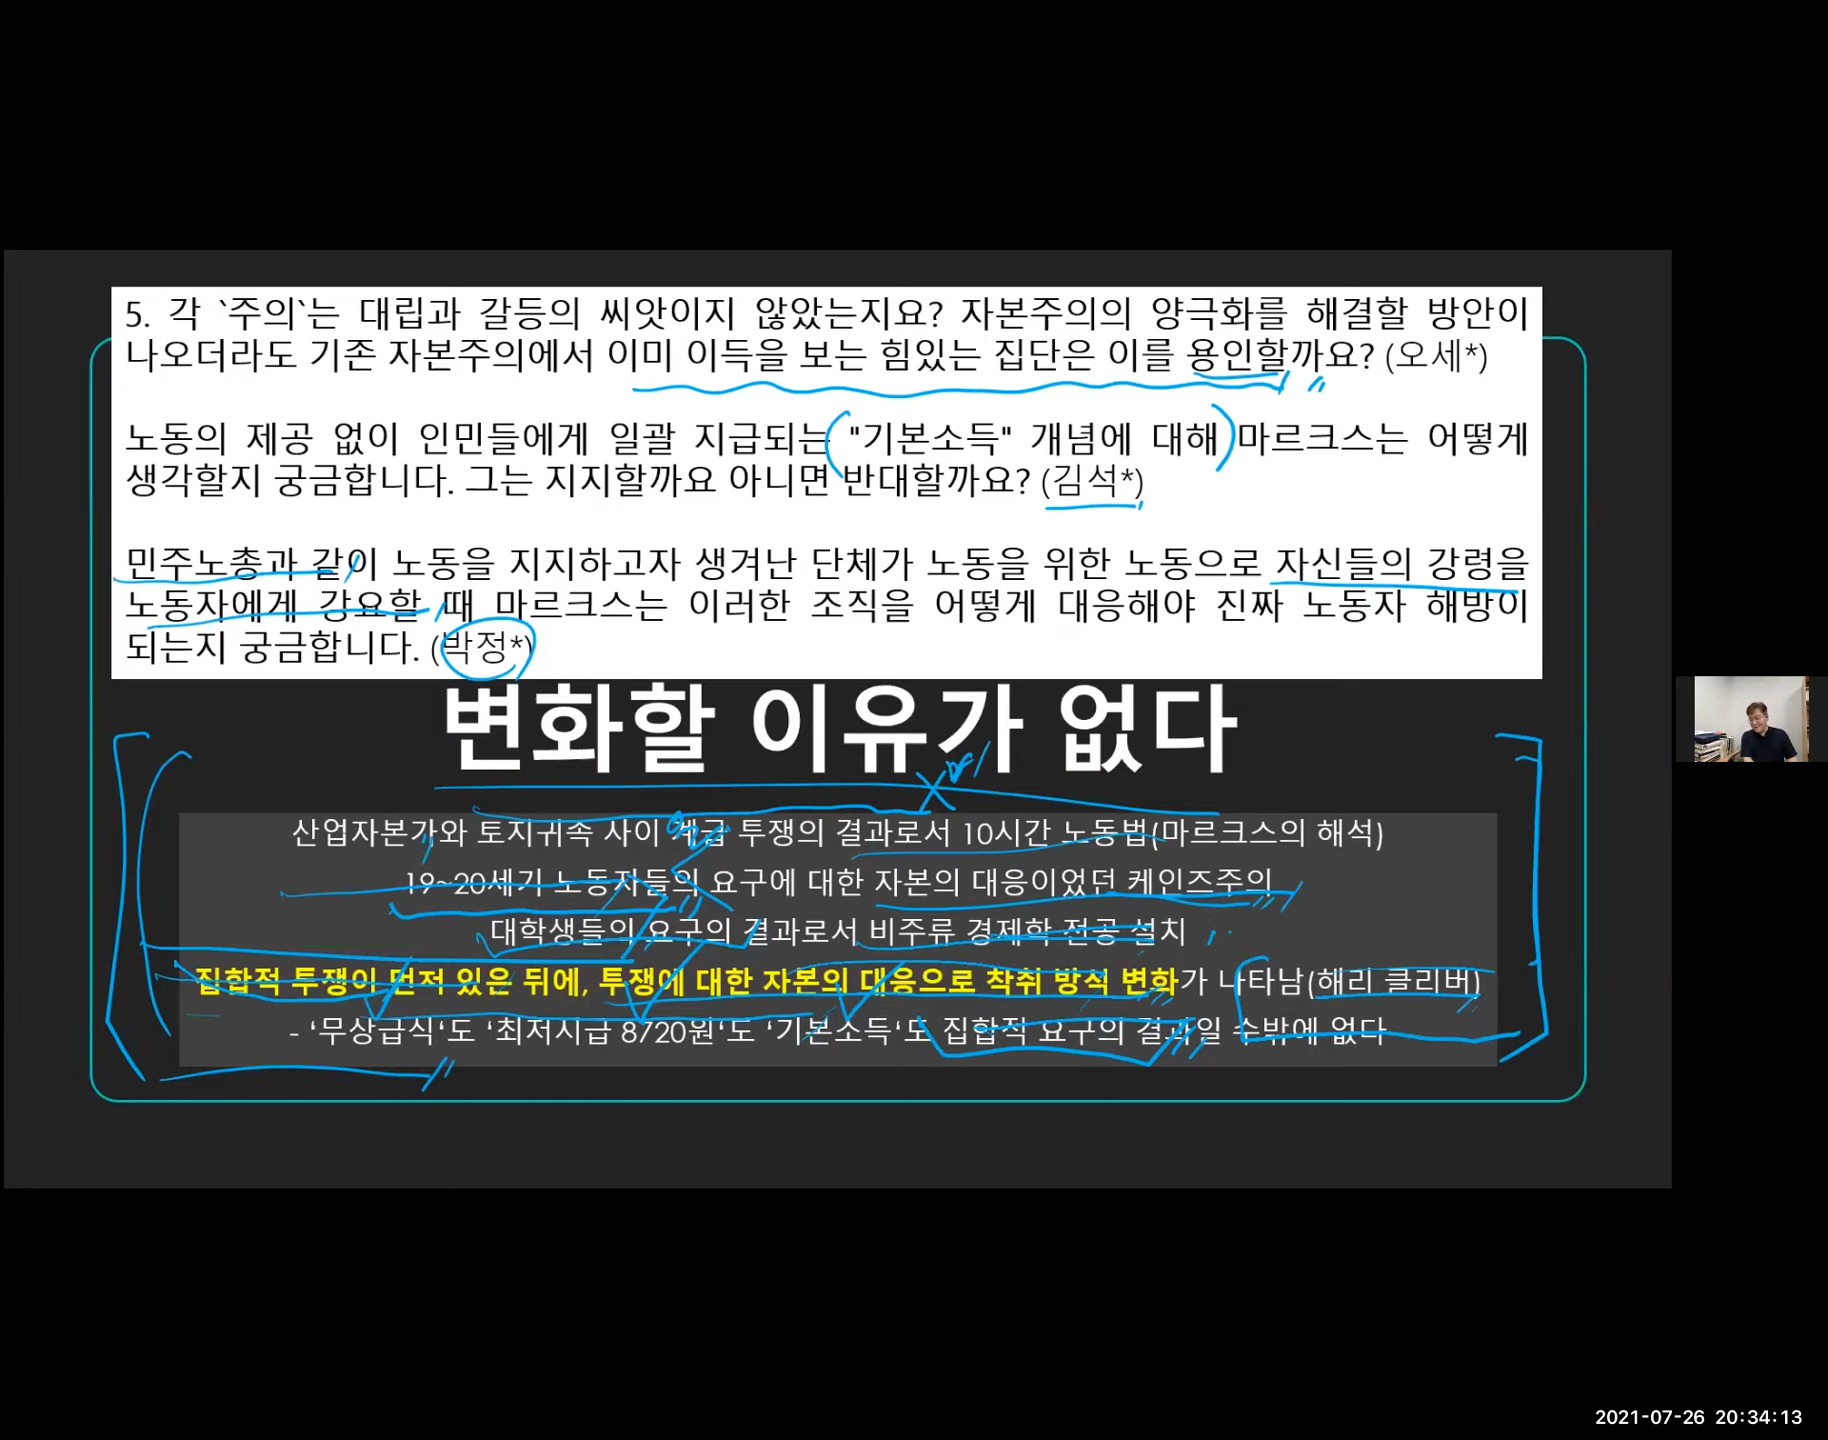 5. 각 `주의`는 대립과 갈등의 씨앗이지 않았는지요? 자본주의의 양극화를 해결할 방안이
나오더라도 기존 자본주의에서 이미 이득을 보는 힘있는 집단은 이를 용인할까요? (오세*)
노동의 제공 없이 인민들에게 일괄 지급되는 "기본소득" 개념에 대해 마르크스는 어떻게
생각할지 궁금합니다. 그는 지지할까요 아니면 반대할까요? (김석*)
민주노총과 같이 노동을 지지하고자 생겨난 단체가 노동을 위한 노동으로 자신들의 강령을
노동자에게 강요할 때 마르크스는 이러한 조직을 어떻게 대응해야 진짜 노동자 해방이
되는지 궁금합니다. (박정*)
변화할 이유가 없다
산업자본가와 토지귀속 사이 계급 투쟁의 결과로서 10시간 노동법(마르크스의 해석)
19~20세기 노동자들의 요구에 대한 자본의 대응이었던 케인즈주의
대학생들의 요구의 결과로서 비주류 경제학 전공 설치
집합적 투쟁이 먼저 있은 뒤에, 투쟁에 대한 자본의 대응으로 착취 방식 변화가 나타남(해리 클리버)
- ‘무상급식‘도 ‘최저시급 8720원‘도 ‘기본소득‘도 집합적 요구의 결과일 수밖에 없다
2021-07-26 20:34:13